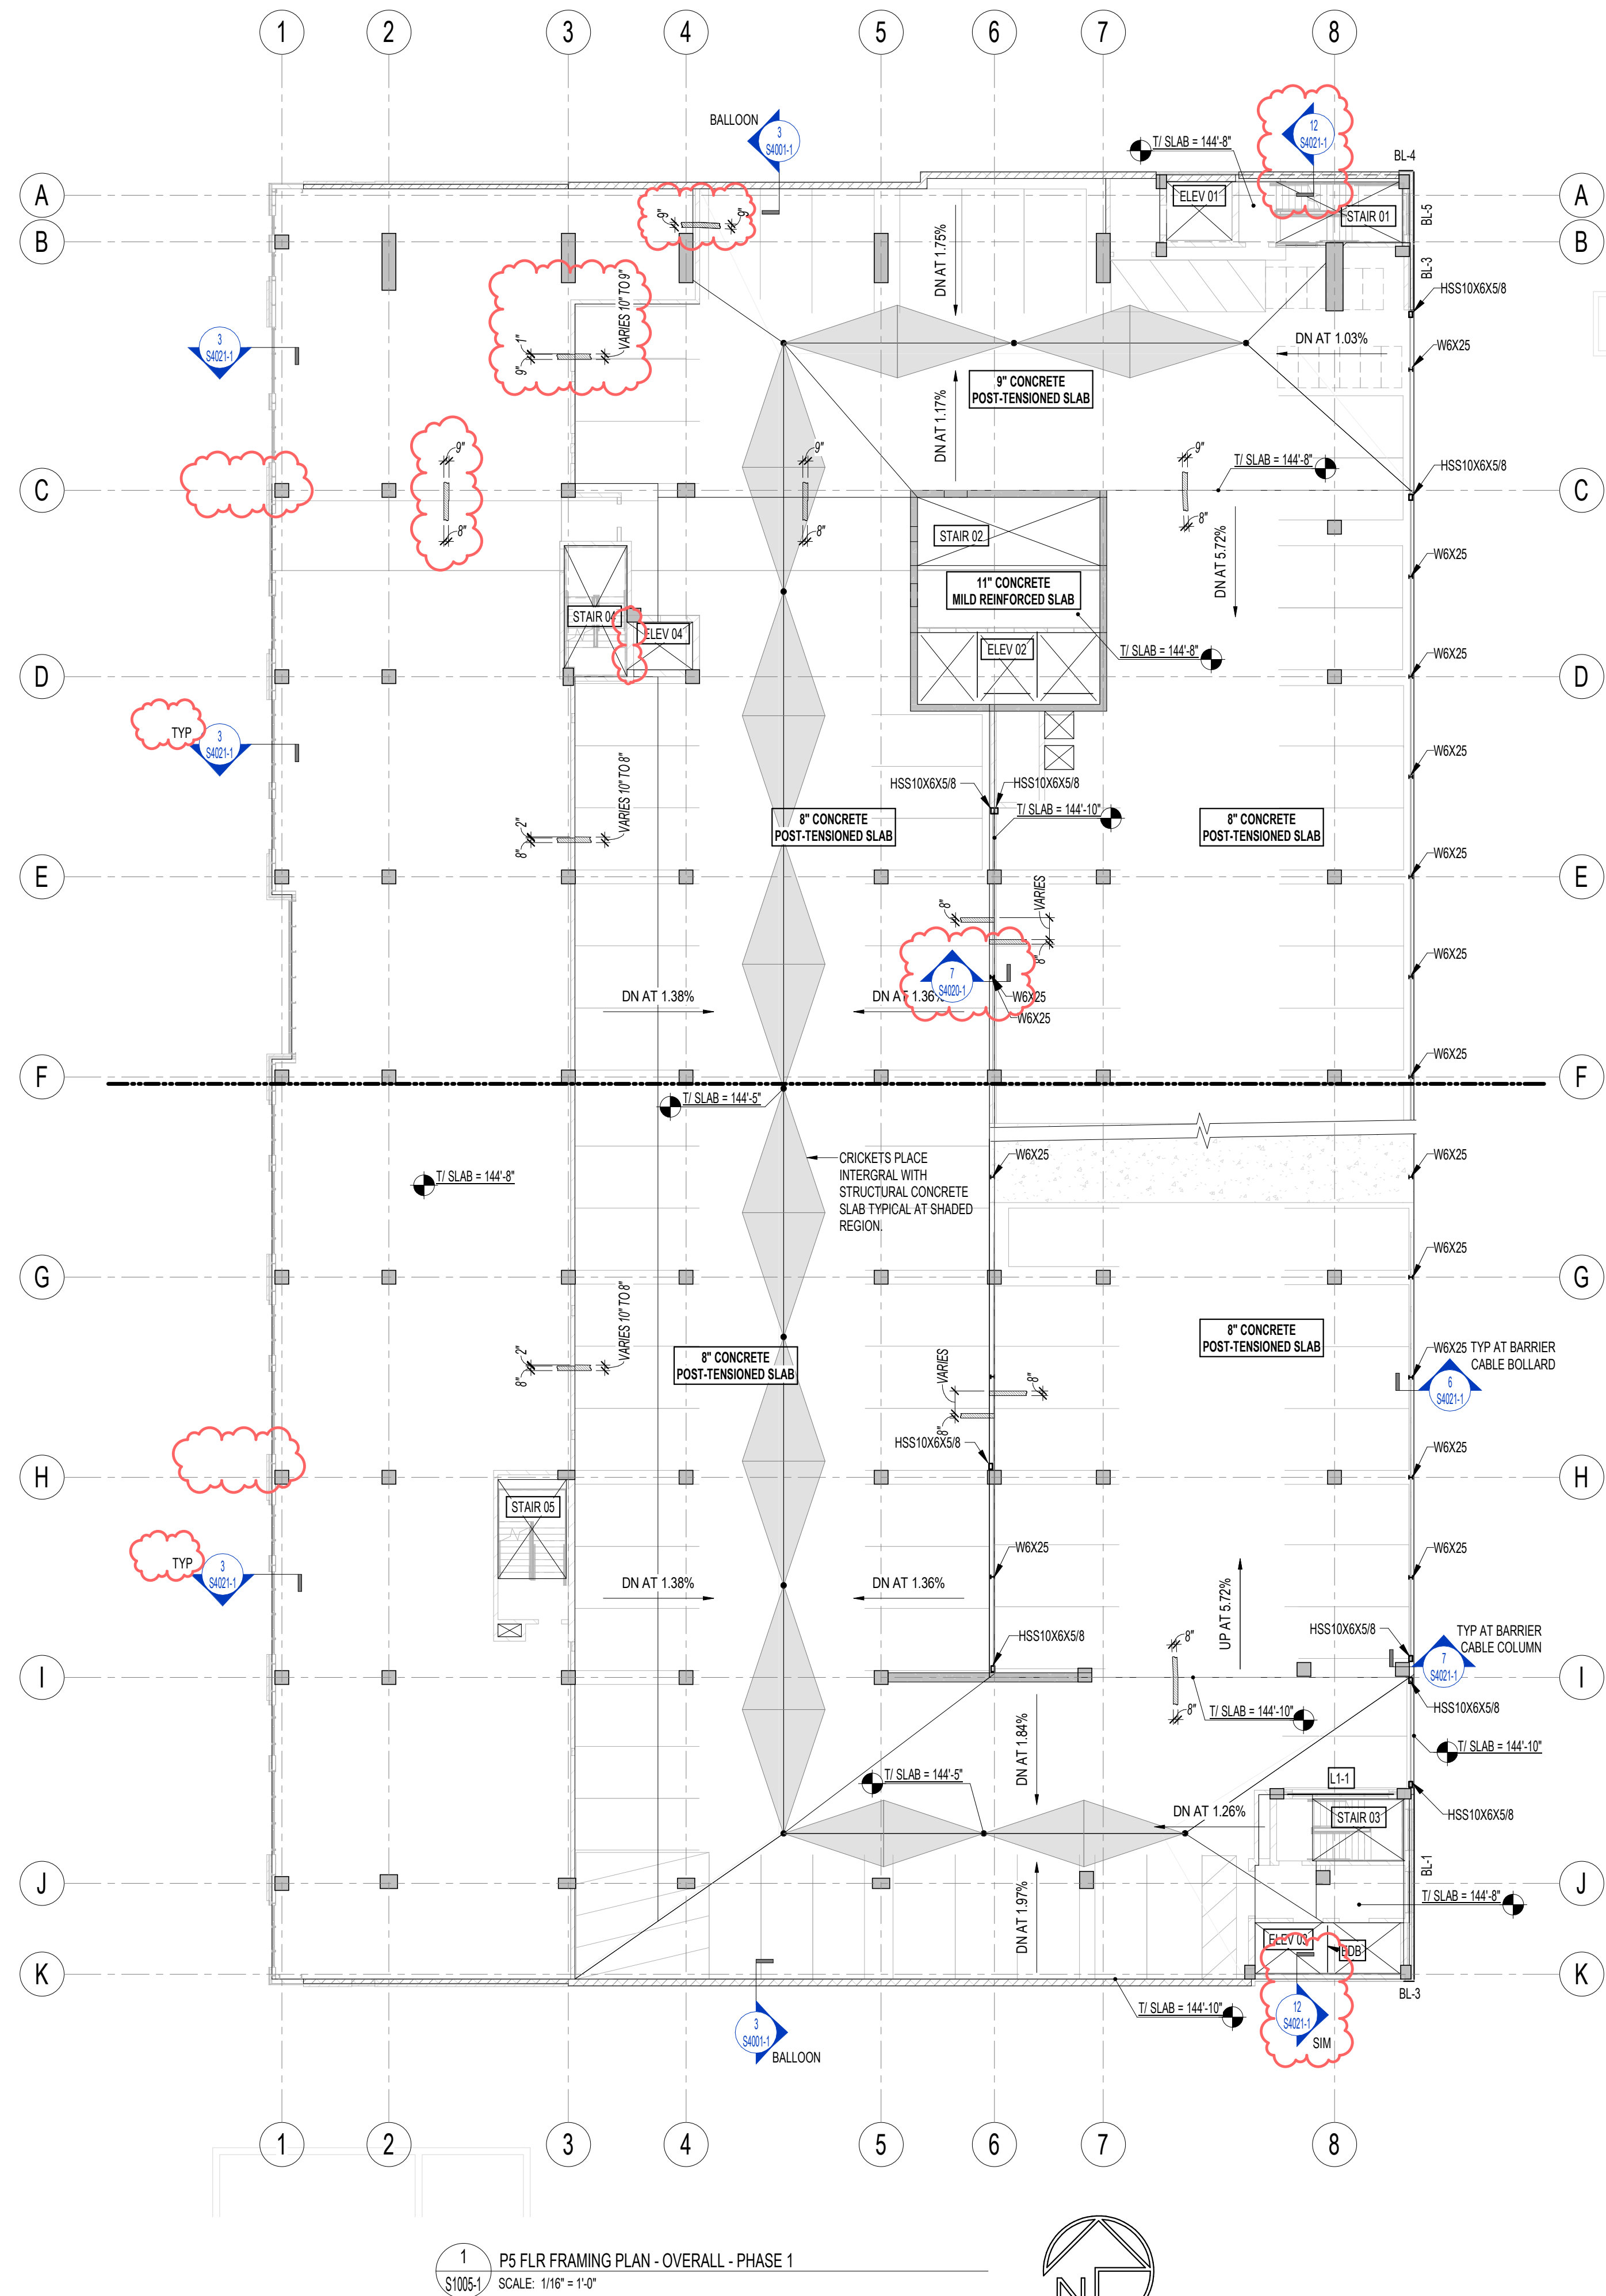 1 2 3 4 5 6 7 8
BALLOON
3
S4001-1
12
S4021-1
T/ SLAB = 144'-8"
BL-4
A
A
ELEV 01
STAIR 01
BL-5
9"
9"
B
B
DN AT 1.75%
BL-3
HSS10X6X5/8
VARIES 10" TO 9"
1"
9"
3
S4021-1
DN AT 1.03%
W6X25
9" CONCRETE
POST-TENSIONED SLAB
DN AT 1.17%
9"
9"
9"
T/ SLAB = 144'-8"
HSS10X6X5/8
C
C
8"
8"
8"
STAIR 02
DN AT 5.72%
W6X25
11" CONCRETE
MILD REINFORCED SLAB
STAIR 04
ELEV 04
ELEV 02
T/ SLAB = 144'-8"
W6X25
D
D
TYP
3
S4021-1
W6X25
HSS10X6X5/8
HSS10X6X5/8
VARIES 10" TO 8"
2"
8"
T/ SLAB = 144'-10"
8" CONCRETE
POST-TENSIONED SLAB
8" CONCRETE
POST-TENSIONED SLAB
W6X25
E
E
8"
VARIES
8"
W6X25
7
S4020-1
W6X25
W6X25
DN AT 1.38%
DN AT 1.36%
W6X25
F
F
T/ SLAB = 144'-5"
CRICKETS PLACE
INTERGRAL WITH
STRUCTURAL CONCRETE
SLAB TYPICAL AT SHADED
REGION.
W6X25
W6X25
T/ SLAB = 144'-8"
W6X25
G
G
VARIES 10" TO 8"
2"
8"
8" CONCRETE
POST-TENSIONED SLAB
8" CONCRETE
POST-TENSIONED SLAB
VARIES
8"
8"
W6X25
TYP AT BARRIER
CABLE BOLLARD
6
S4021-1
HSS10X6X5/8
W6X25
H
H
STAIR 05
TYP
3
S4021-1
W6X25
W6X25
DN AT 1.38%
DN AT 1.36%
UP AT 5.72%
HSS10X6X5/8
HSS10X6X5/8
TYP AT BARRIER
CABLE COLUMN
7
S4021-1
8"
I
I
8"
T/ SLAB = 144'-10"
HSS10X6X5/8
DN AT 1.84%
T/ SLAB = 144'-10"
T/ SLAB = 144'-5"
L1-1
DN AT 1.26%
STAIR 03
HSS10X6X5/8
BL-1
J
J
DN AT 1.97%
T/ SLAB = 144'-8"
ELEV 03
HDB
K
K
T/ SLAB = 144'-10"
BL-3
12
S4021-1
SIM
3
S4001-1
BALLOON
1 2 3 4 5 6 7 8
1
S1005-1
P5 FLR FRAMING PLAN - OVERALL - PHASE 1
SCALE: 1/16" = 1'-0"
N